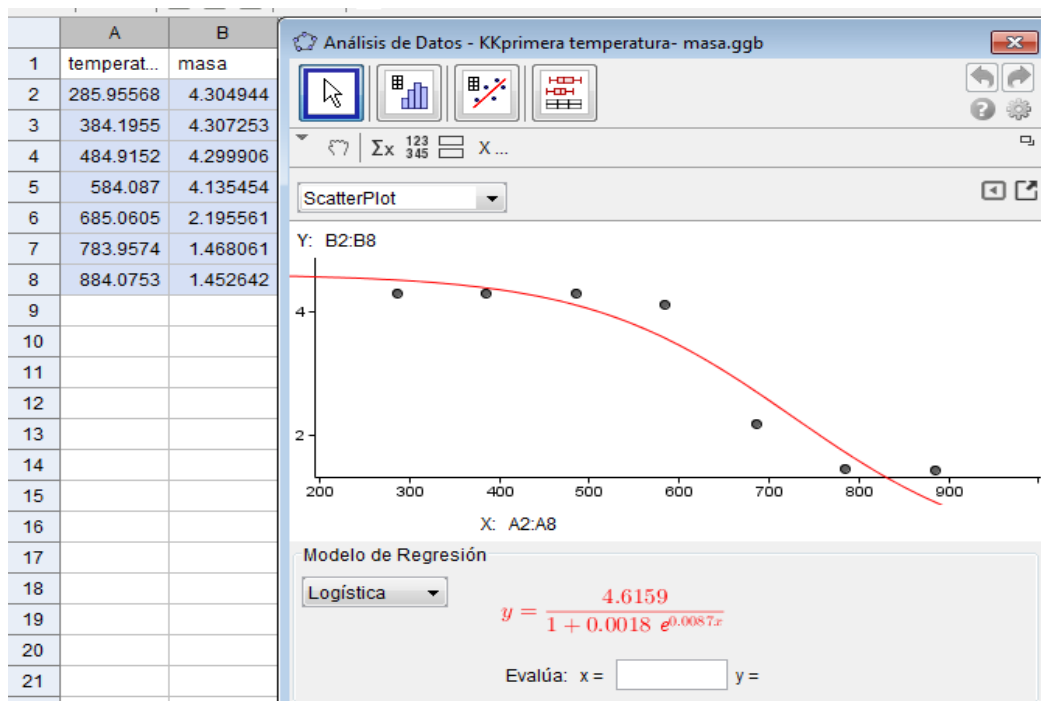 A B
1 temperat... masa
2 285.95568 4.304944
3 384.1955 4.307253
4 484.9152 4.299906
5 584.087 4.135454
6 685.0605 2.195561
7 783.9574 1.468061
8 884.0753 1.452642
9
10
11
12
13
14
15
16
17
18
19
20
21
Análisis de Datos - KKprimera temperatura- masa.ggb
Σx 123 345 X ...
ScatterPlot
Y: B2:B8
4
2
200 300 400 500 600 700 800 900
X: A2:A8
Modelo de Regresión
Logística
y = 4.6159 / (1 + 0.0018 e^0.0087x)
Evalúa: x = y =